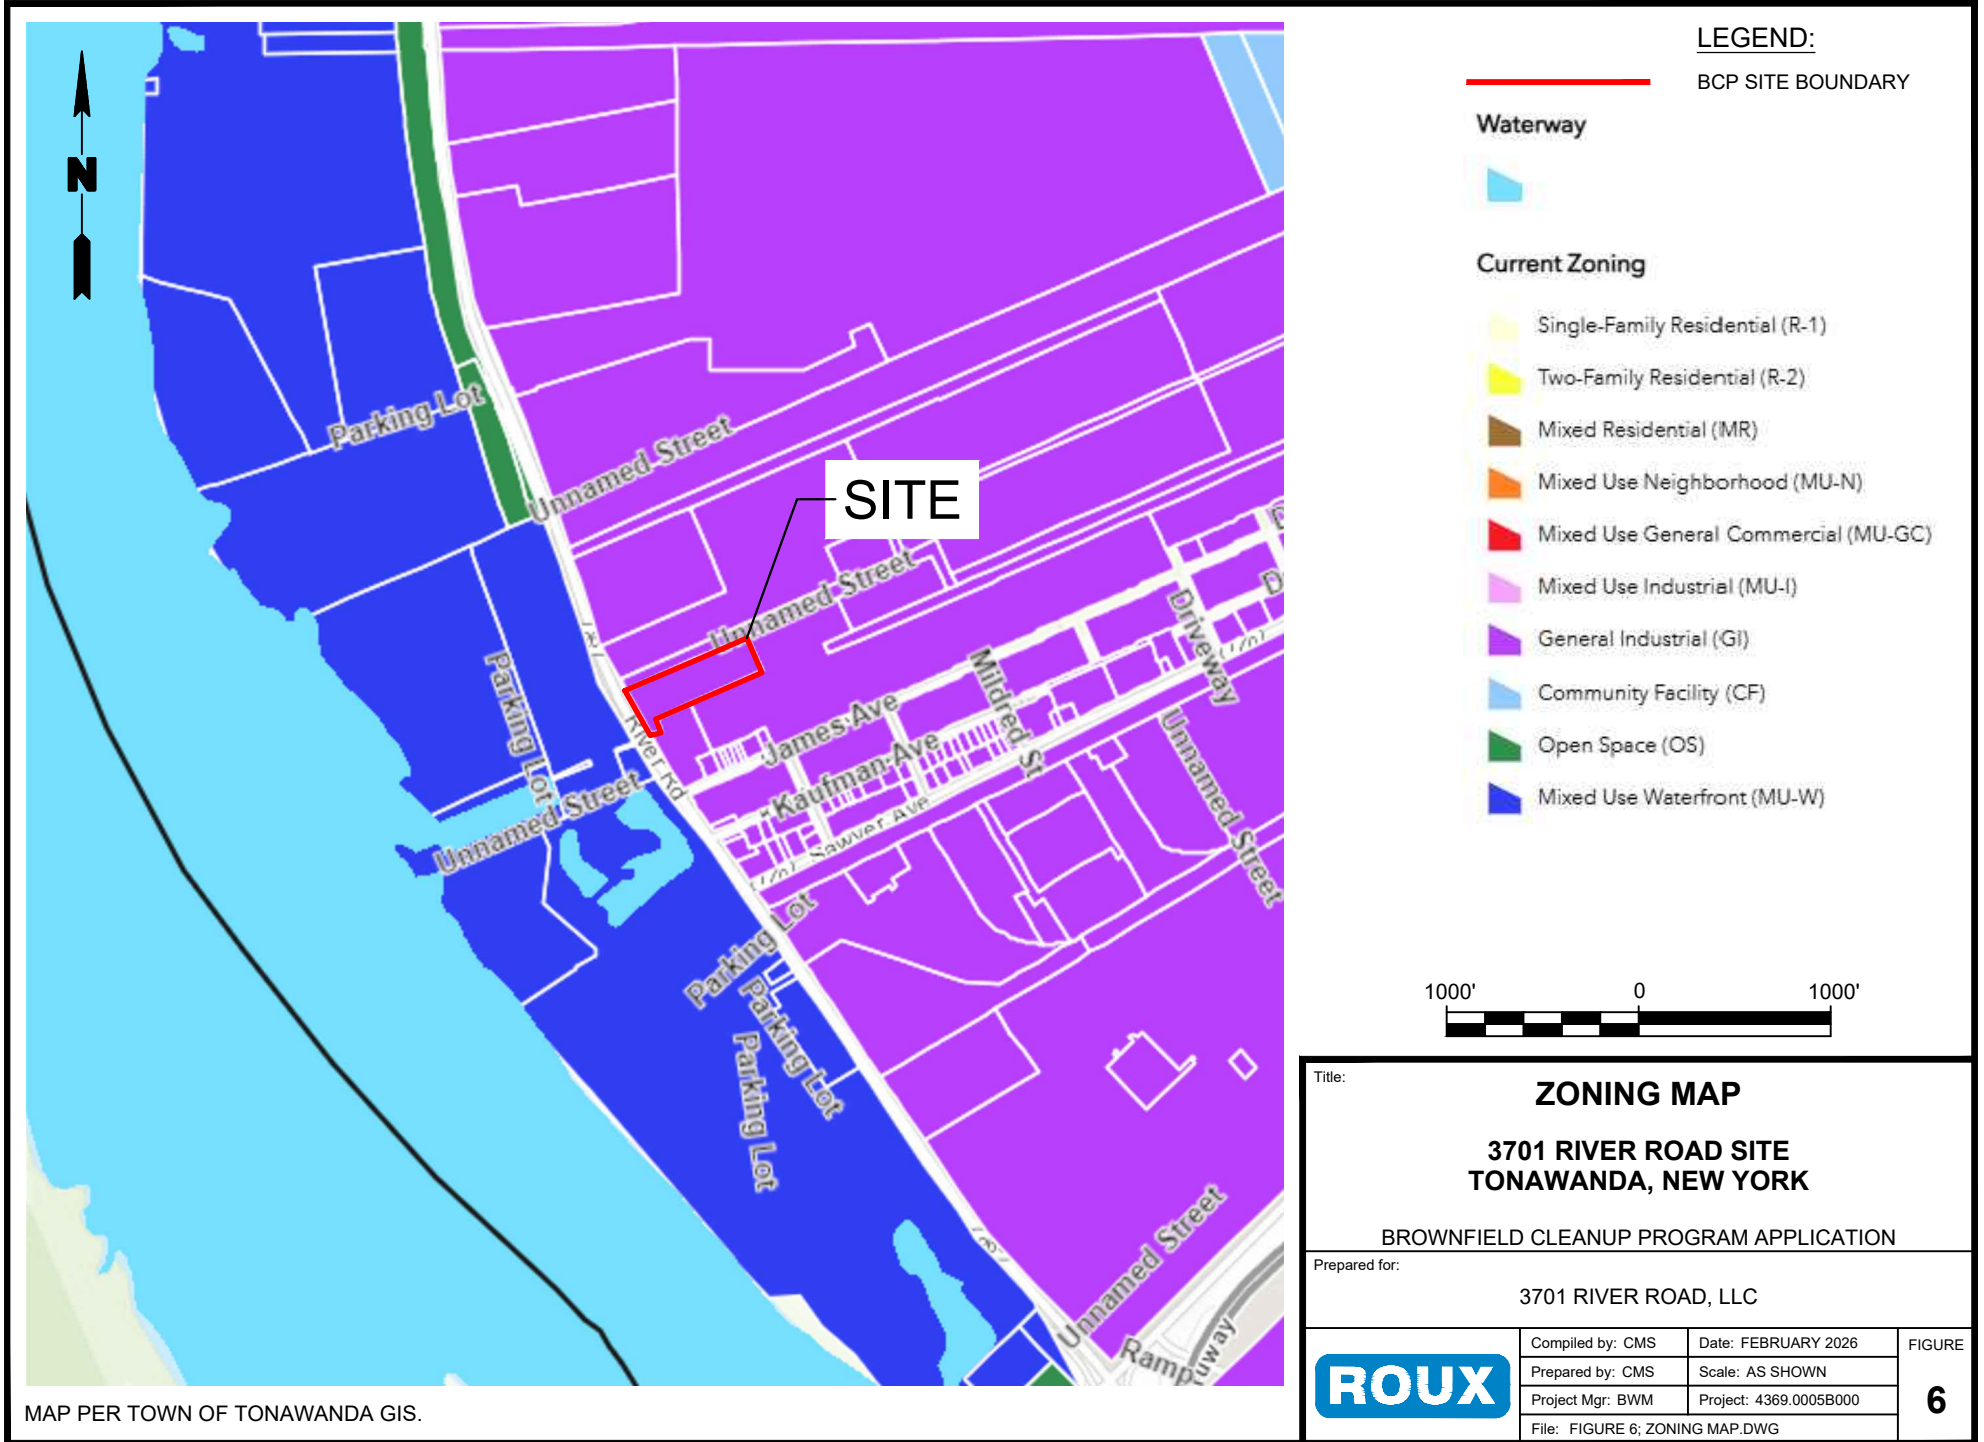 N
Parking Lot
Unnamed Street
SITE
Unnamed Street
Parking Lot
River Rd
Unnamed Street
James Ave
Kaufman Ave
Sawyer Ave
Mildred St
Driveway
Unnamed Street
Parking Lot
Parking Lot
Parking Lot
Unnamed Street
Ramp
MAP PER TOWN OF TONAWANDA GIS.
LEGEND:
BCP SITE BOUNDARY
Waterway
Current Zoning
Single-Family Residential (R-1)
Two-Family Residential (R-2)
Mixed Residential (MR)
Mixed Use Neighborhood (MU-N)
Mixed Use General Commercial (MU-GC)
Mixed Use Industrial (MU-I)
General Industrial (GI)
Community Facility (CF)
Open Space (OS)
Mixed Use Waterfront (MU-W)
1000' 0 1000'
Title:
ZONING MAP
3701 RIVER ROAD SITE
TONAWANDA, NEW YORK
BROWNFIELD CLEANUP PROGRAM APPLICATION
Prepared for:
3701 RIVER ROAD, LLC
ROUX
Compiled by: CMS
Date: FEBRUARY 2026
Prepared by: CMS
Scale: AS SHOWN
Project Mgr: BWM
Project: 4369.0005B000
File: FIGURE 6; ZONING MAP.DWG
FIGURE
6